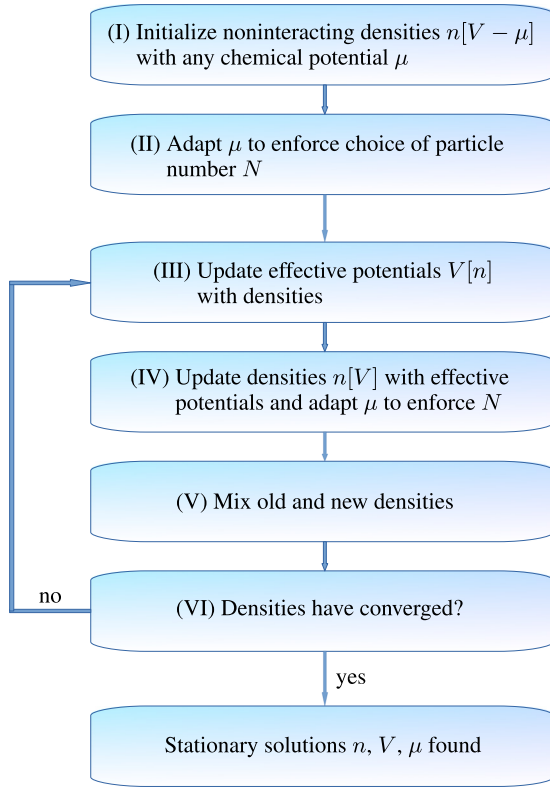 (I) Initialize noninteracting densities n[V − μ]
with any chemical potential μ
(II) Adapt μ to enforce choice of particle
number N
(III) Update effective potentials V[n]
with densities
(IV) Update densities n[V] with effective
potentials and adapt μ to enforce N
(V) Mix old and new densities
(VI) Densities have converged?
no
yes
Stationary solutions n, V, μ found